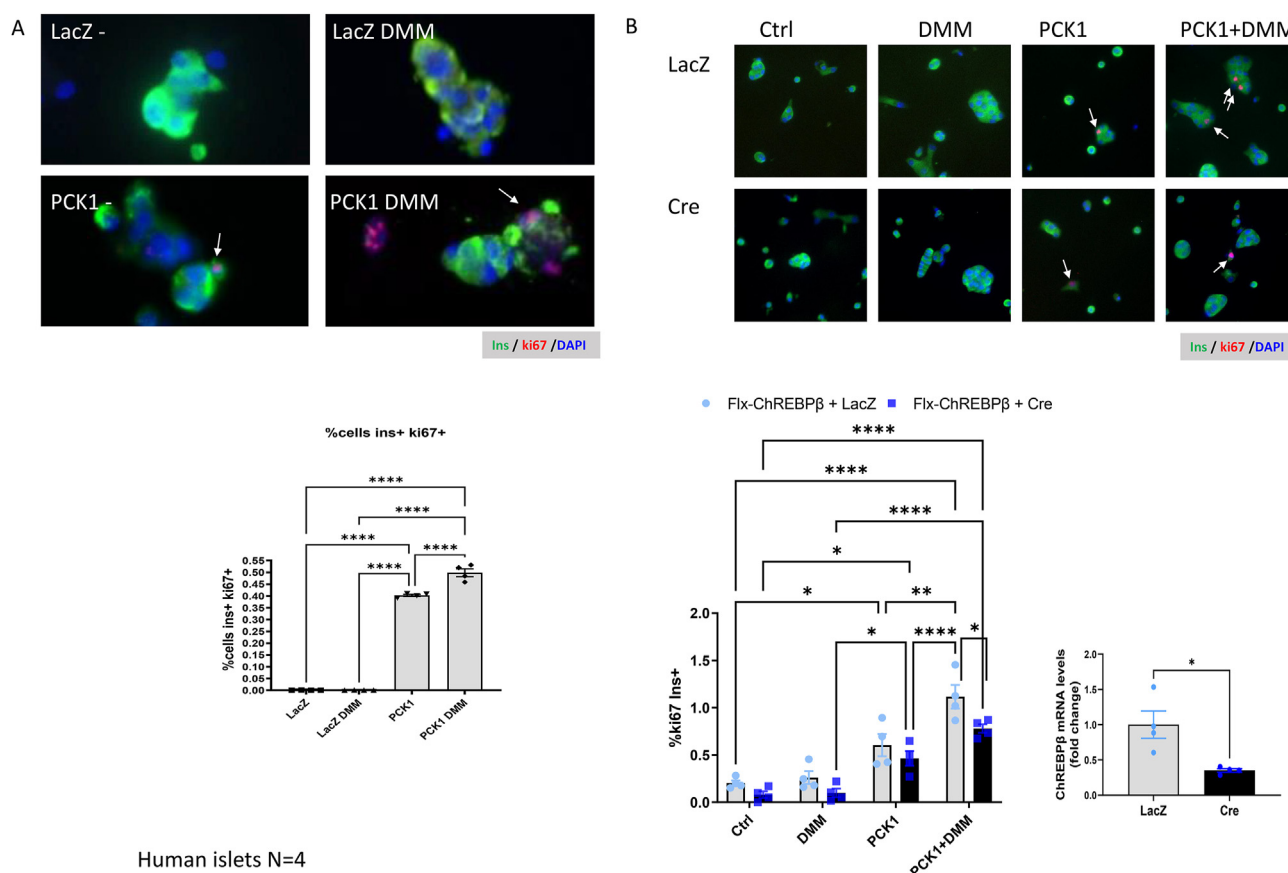 A
LacZ -
LacZ DMM
PCK1 -
PCK1 DMM
Ins / ki67 /DAPI
%cells ins+ ki67+
****
****
****
****
****
%cells ins+ ki67+
0.55
0.50
0.45
0.40
0.35
0.30
0.25
0.20
0.15
0.10
0.05
0.00
LacZ
LacZ DMM
PCK1
PCK1 DMM
Human islets N=4
B
Ctrl
DMM
PCK1
PCK1+DMM
LacZ
Cre
Ins / ki67 /DAPI
Flx-ChREBPβ + LacZ
Flx-ChREBPβ + Cre
****
****
****
*
*
**
*
****
*
%ki67 Ins+
2.0
1.5
1.0
0.5
0.0
Ctrl
DMM
PCK1
PCK1+DMM
ChREBPβ mRNA levels
(fold change)
*
2.0
1.5
1.0
0.5
0.0
LacZ
Cre